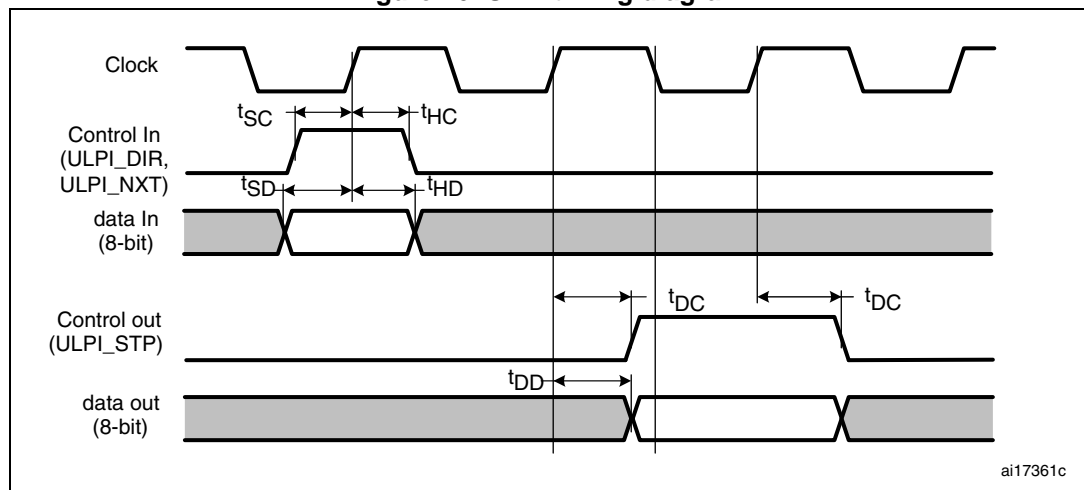 Clock
tSC
tHC
Control In
(ULPI_DIR,
ULPI_NXT)
tSD
tHD
data In
(8-bit)
tDC
tDC
Control out
(ULPI_STP)
tDD
data out
(8-bit)
ai17361c